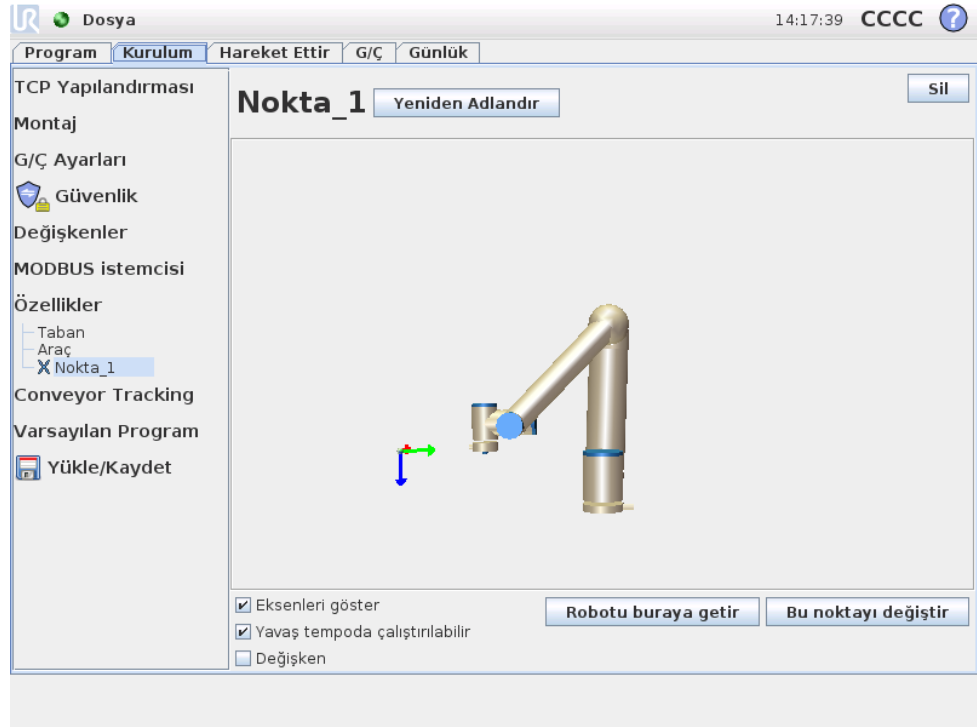 UR Dosya 14:17:39 CCCC ?
Program Kurulum Hareket Ettir G/Ç Günlük
TCP Yapılandırması
Montaj
G/Ç Ayarları
Güvenlik
Değişkenler
MODBUS istemcisi
Özellikler
Taban
Araç
Nokta_1
Conveyor Tracking
Varsayılan Program
Yükle/Kaydet
Nokta_1 Yeniden Adlandır Sil
Eksenleri göster
Yavaş tempoda çalıştırılabilir
Değişken
Robotu buraya getir Bu noktayı değiştir